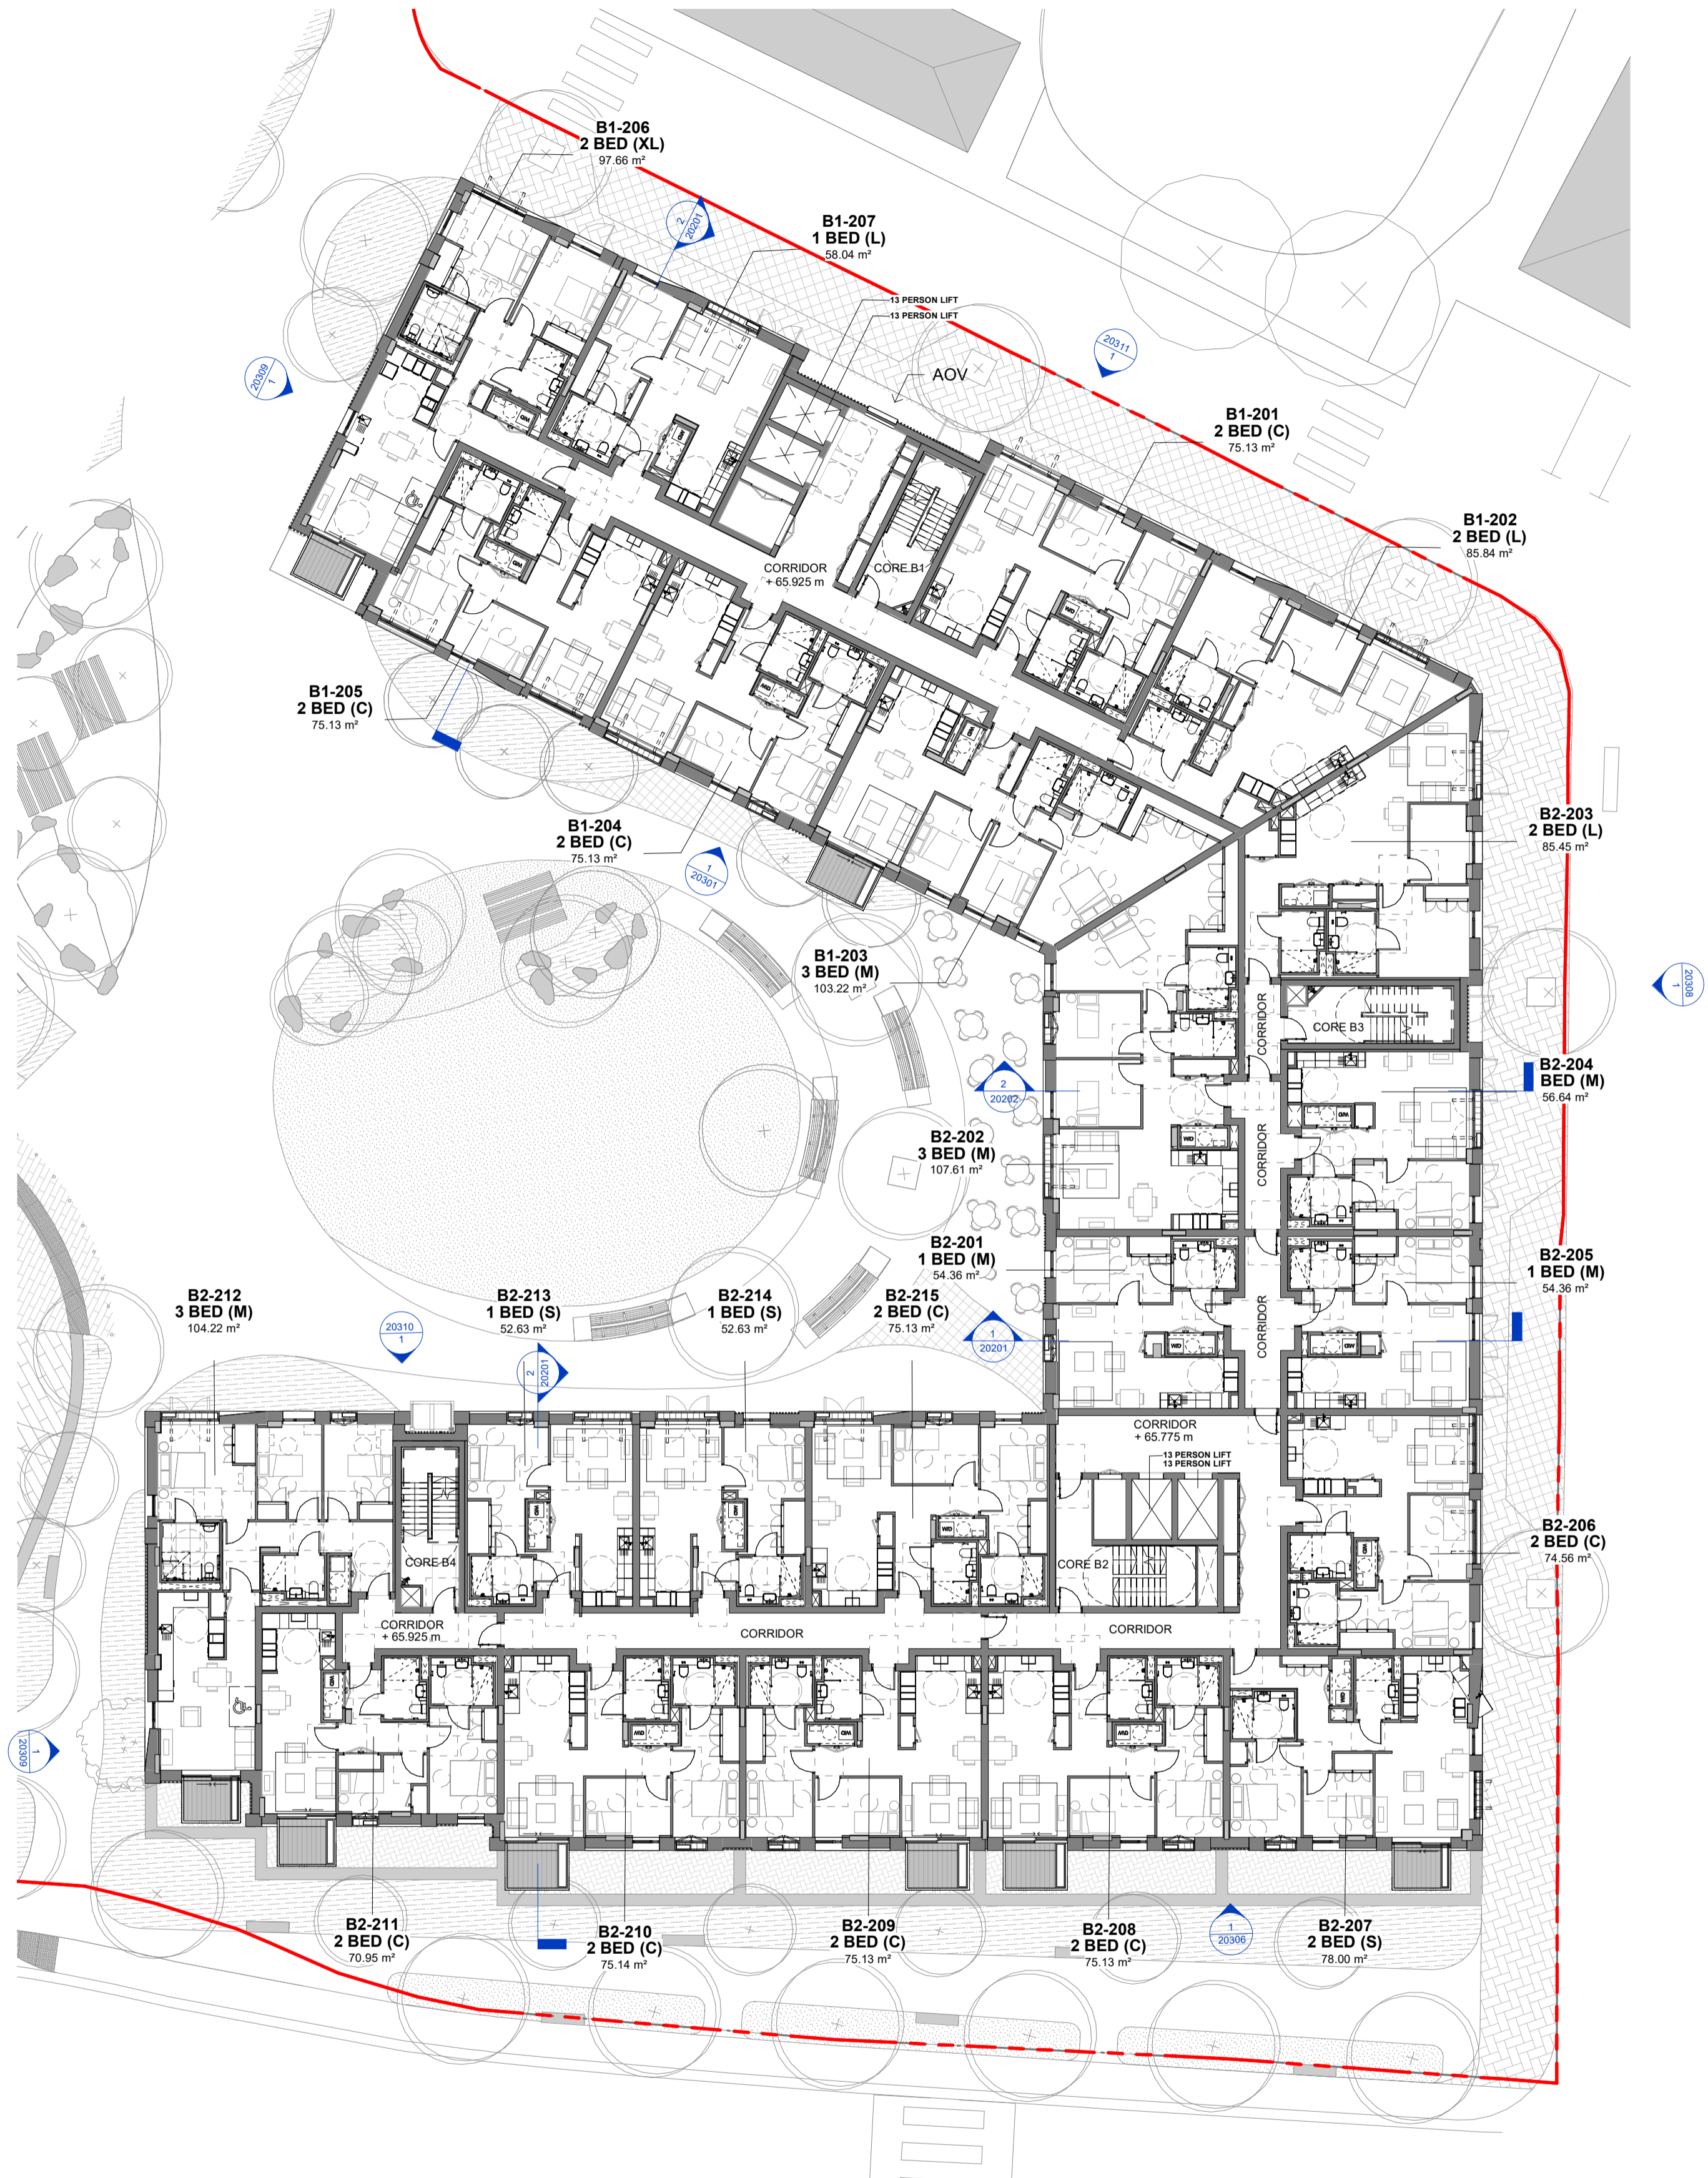 B1-206
2 BED (XL)
97.66 m²
2
20201
B1-207
1 BED (L)
58.04 m²
13 PERSON LIFT
13 PERSON LIFT
AOV
20311
1
20309
1
B1-201
2 BED (C)
75.13 m²
B1-202
2 BED (L)
85.84 m²
CORRIDOR
+ 65.925 m
CORE B1
B1-205
2 BED (C)
75.13 m²
B1-204
2 BED (C)
75.13 m²
1
20301
B2-203
2 BED (L)
85.45 m²
B1-203
3 BED (M)
103.22 m²
20308
1
CORRIDOR
CORE B3
2
20202
B2-204
BED (M)
56.64 m²
B2-202
3 BED (M)
107.61 m²
CORRIDOR
B2-201
1 BED (M)
54.36 m²
B2-205
1 BED (M)
54.36 m²
B2-212
3 BED (M)
104.22 m²
B2-213
1 BED (S)
52.63 m²
B2-214
1 BED (S)
52.63 m²
B2-215
2 BED (C)
75.13 m²
20310
1
1
20201
CORRIDOR
2
20201
CORRIDOR
+ 65.775 m
13 PERSON LIFT
13 PERSON LIFT
B2-206
2 BED (C)
74.56 m²
CORE B4
CORE B2
CORRIDOR
+ 65.925 m
CORRIDOR
CORRIDOR
1
20309
B2-211
2 BED (C)
70.95 m²
B2-210
2 BED (C)
75.14 m²
B2-209
2 BED (C)
75.13 m²
B2-208
2 BED (C)
75.13 m²
1
20306
B2-207
2 BED (S)
78.00 m²